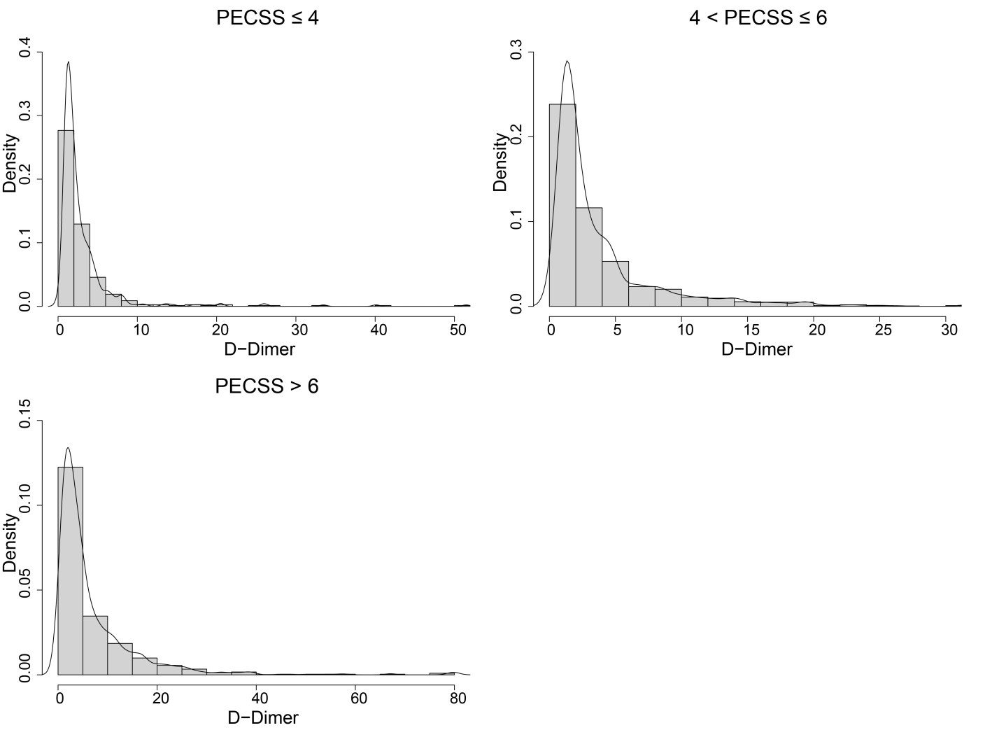 PECSS ≤ 4
Density
0.0 0.1 0.2 0.3 0.4
0 10 20 30 40 50
D−Dimer
4 < PECSS ≤ 6
Density
0.0 0.1 0.2 0.3
0 5 10 15 20 25 30
D−Dimer
PECSS > 6
Density
0.00 0.05 0.10 0.15
0 20 40 60 80
D−Dimer